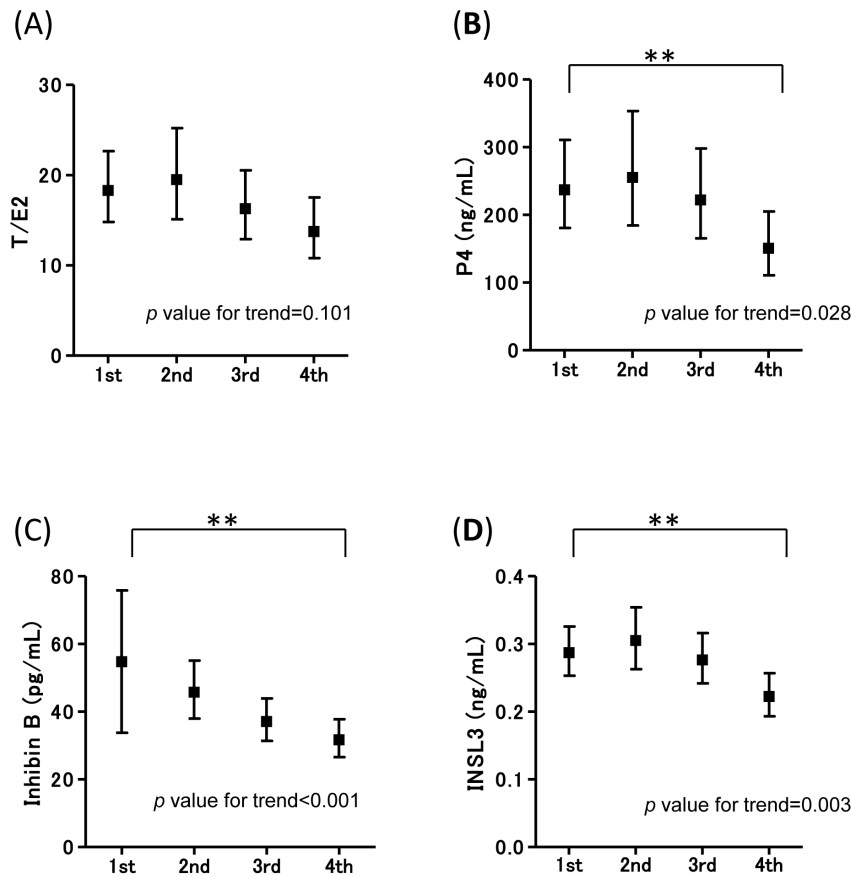 (A)
30
20
10
0
T/E2
p value for trend=0.101
1st 2nd 3rd 4th
(B)
**
400
300
200
100
0
P4 (ng/mL)
p value for trend=0.028
1st 2nd 3rd 4th
(C)
**
80
60
40
20
0
Inhibin B (pg/mL)
p value for trend<0.001
1st 2nd 3rd 4th
(D)
**
0.4
0.3
0.2
0.1
0.0
INSL3 (ng/mL)
p value for trend=0.003
1st 2nd 3rd 4th